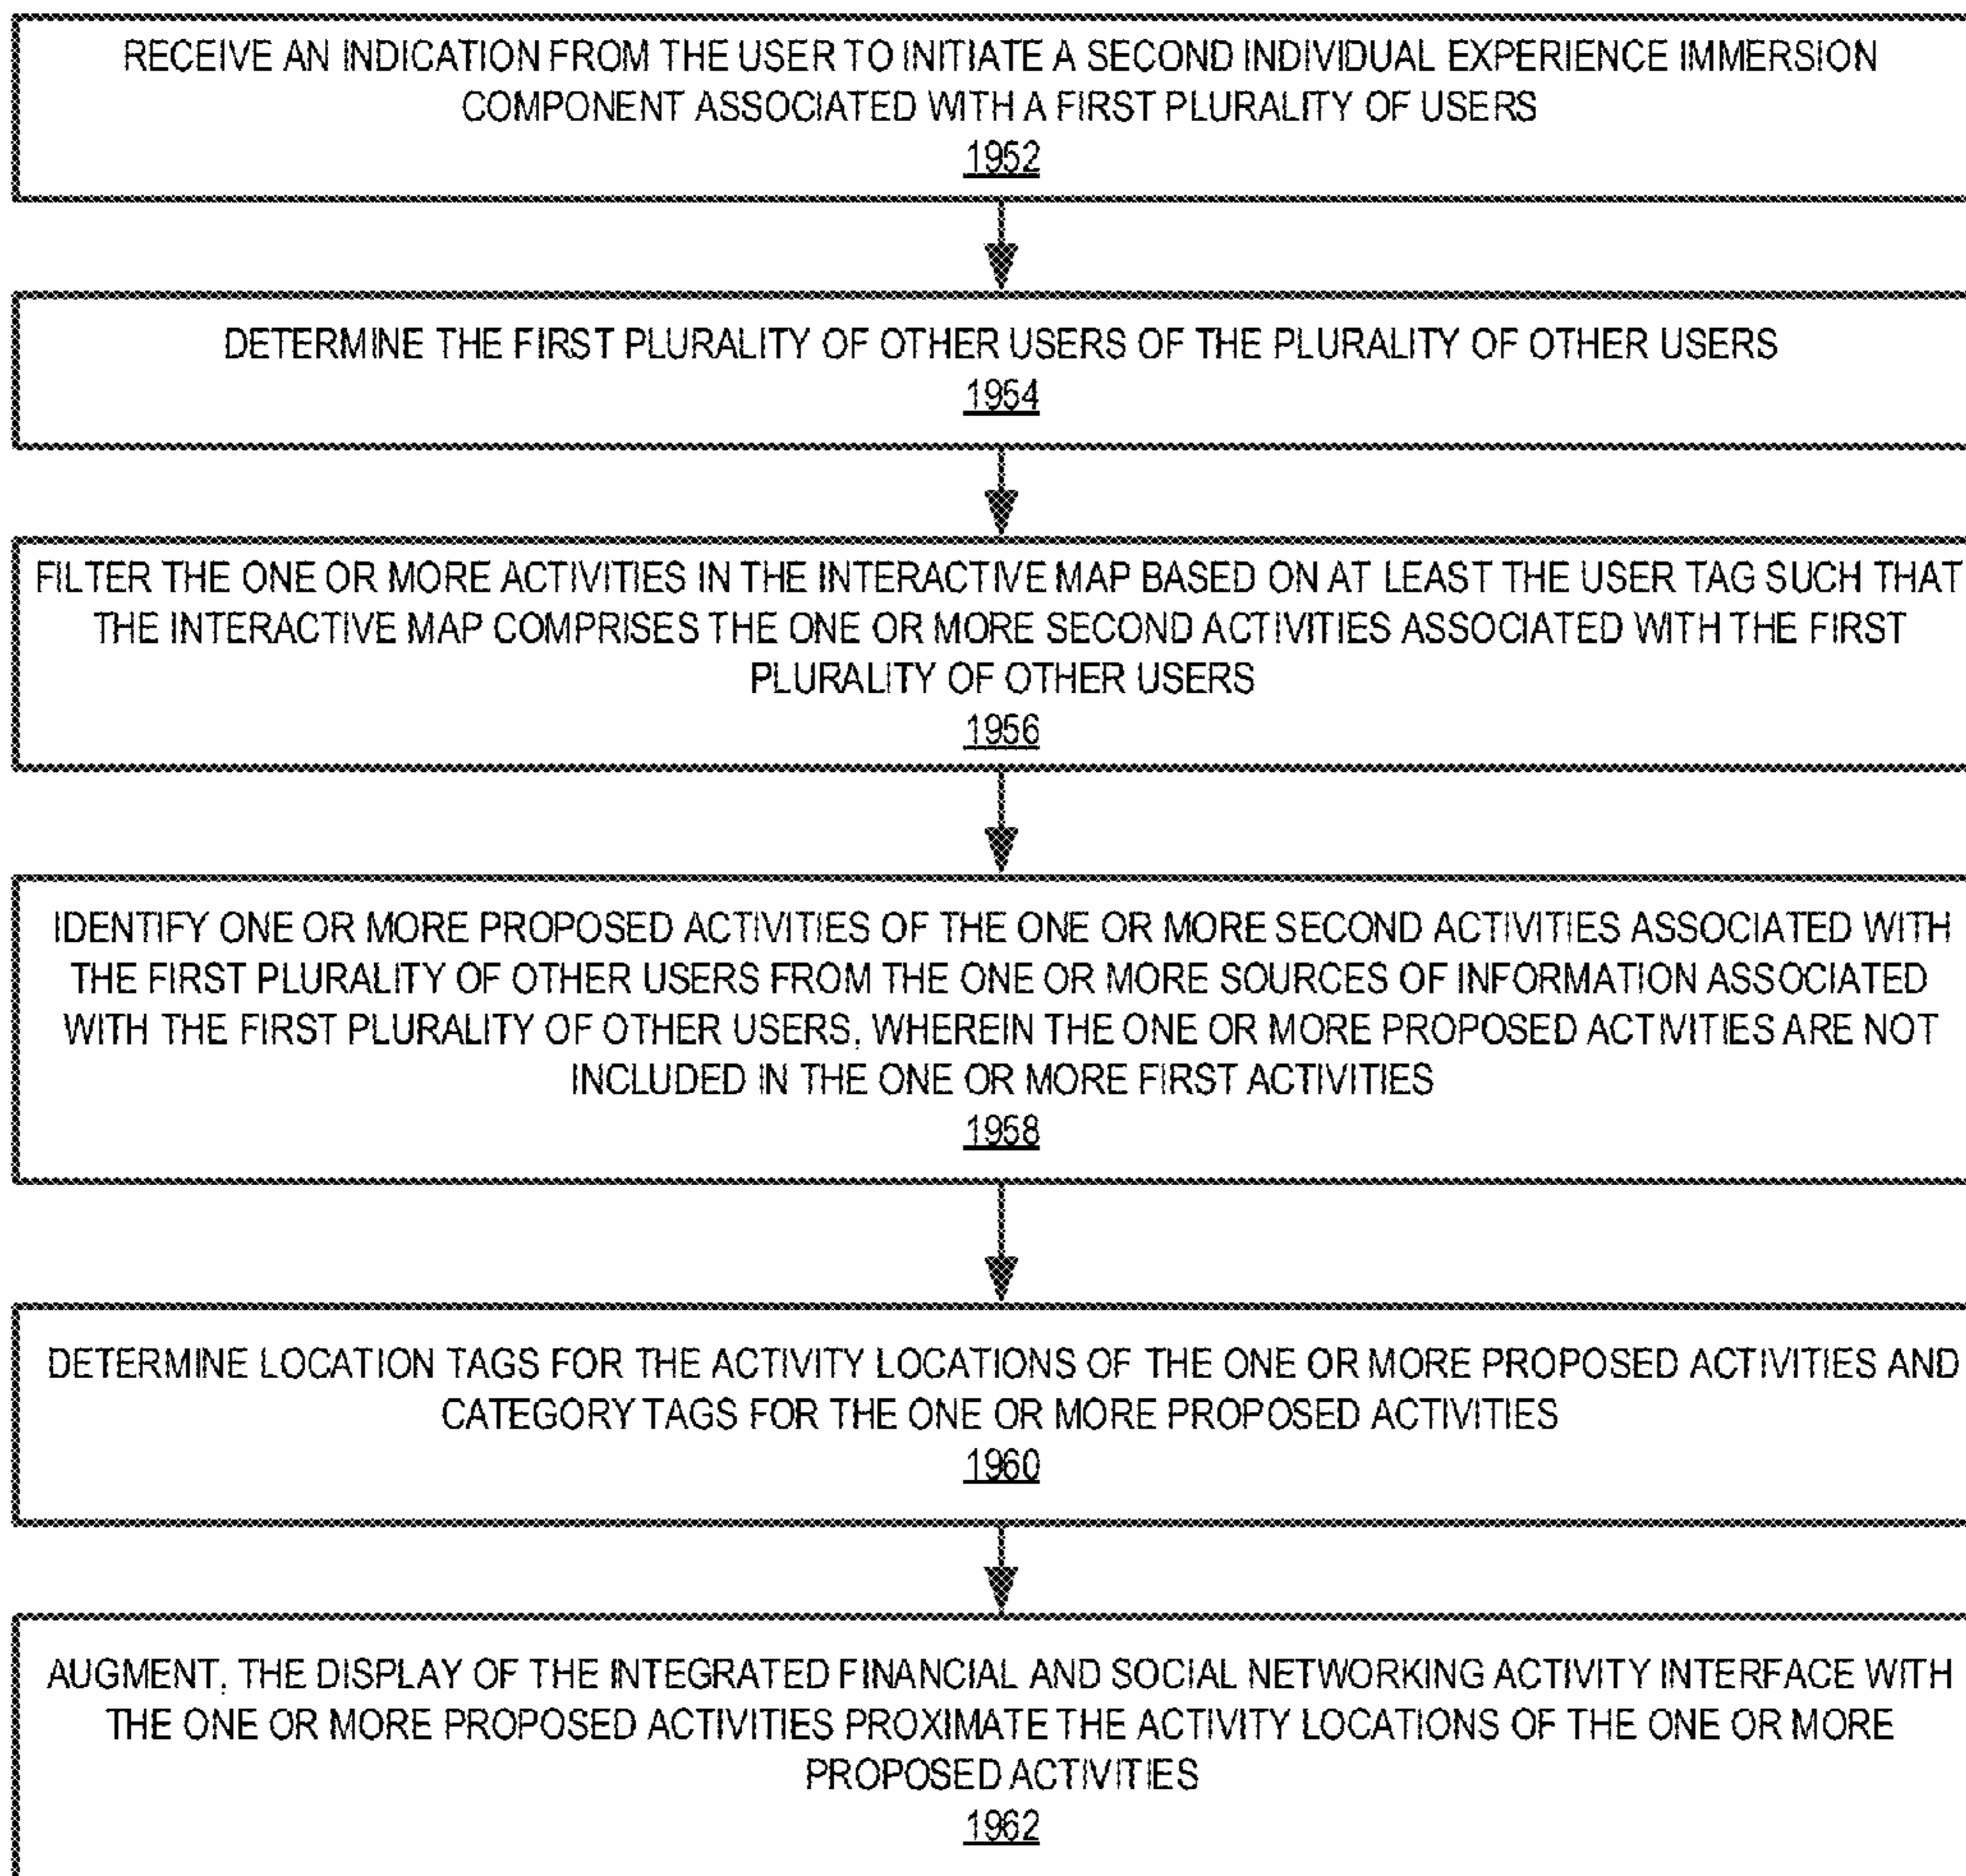 RECEIVE AN INDICATION FROM THE USER TO INITIATE A SECOND INDIVIDUAL EXPERIENCE IMMERSION
COMPONENT ASSOCIATED WITH A FIRST PLURALITY OF USERS
1952
DETERMINE THE FIRST PLURALITY OF OTHER USERS OF THE PLURALITY OF OTHER USERS
1954
FILTER THE ONE OR MORE ACTIVITIES IN THE INTERACTIVE MAP BASED ON AT LEAST THE USER TAG SUCH THAT
THE INTERACTIVE MAP COMPRISES THE ONE OR MORE SECOND ACTIVITIES ASSOCIATED WITH THE FIRST
PLURALITY OF OTHER USERS
1956
IDENTIFY ONE OR MORE PROPOSED ACTIVITIES OF THE ONE OR MORE SECOND ACTIVITIES ASSOCIATED WITH
THE FIRST PLURALITY OF OTHER USERS FROM THE ONE OR MORE SOURCES OF INFORMATION ASSOCIATED
WITH THE FIRST PLURALITY OF OTHER USERS, WHEREIN THE ONE OR MORE PROPOSED ACTIVITIES ARE NOT
INCLUDED IN THE ONE OR MORE FIRST ACTIVITIES
1958
DETERMINE LOCATION TAGS FOR THE ACTIVITY LOCATIONS OF THE ONE OR MORE PROPOSED ACTIVITIES AND
CATEGORY TAGS FOR THE ONE OR MORE PROPOSED ACTIVITIES
1960
AUGMENT, THE DISPLAY OF THE INTEGRATED FINANCIAL AND SOCIAL NETWORKING ACTIVITY INTERFACE WITH
THE ONE OR MORE PROPOSED ACTIVITIES PROXIMATE THE ACTIVITY LOCATIONS OF THE ONE OR MORE
PROPOSED ACTIVITIES
1962